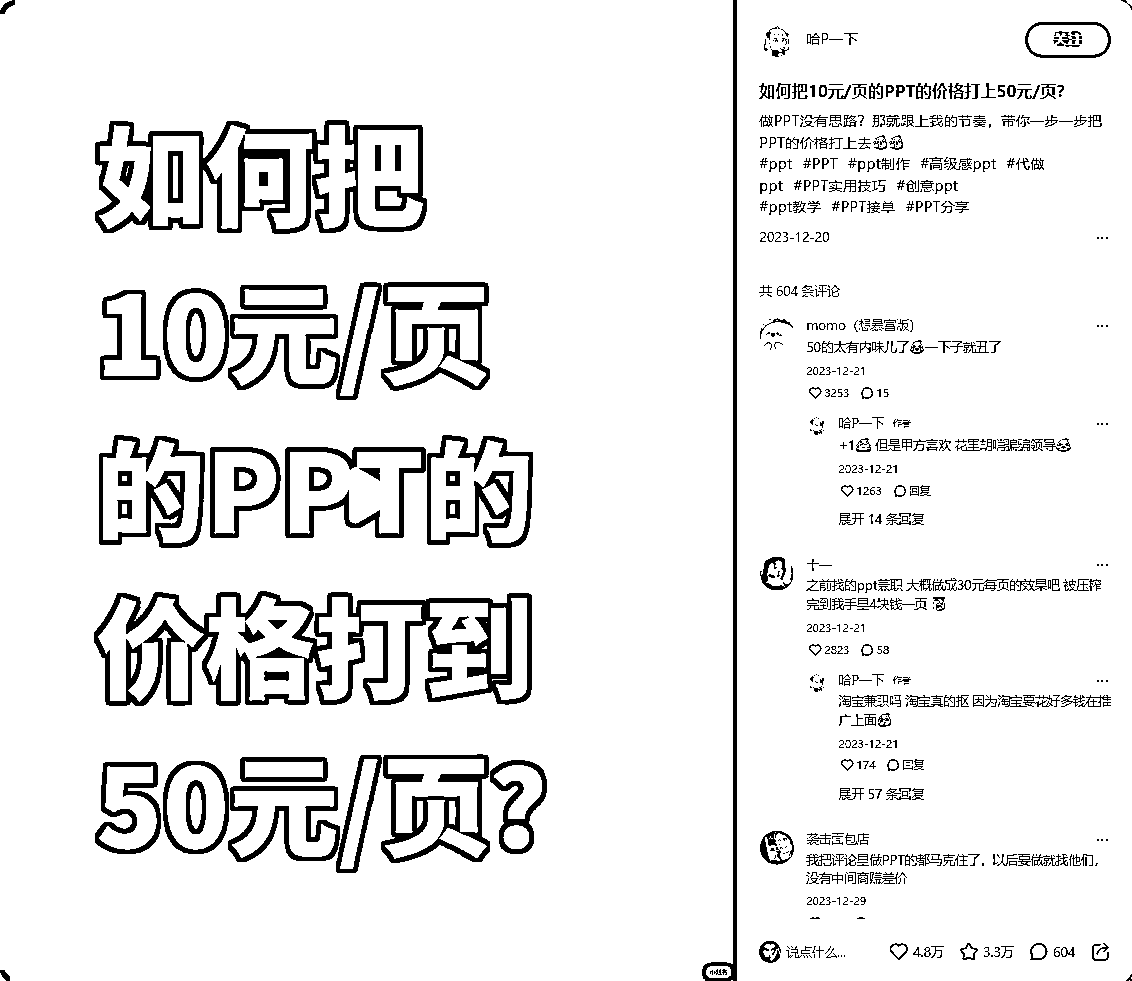 如何把
10元/页
的PPT的
价格打到
50元/页?
小红书
哈P一下
关注
如何把10元/页的PPT的价格打上50元/页?
做PPT没有思路？那就跟上我的节奏，带你一步一步把
PPT的价格打上去
#ppt #PPT #ppt制作 #高级感ppt #代做
ppt #PPT实用技巧 #创意ppt
#ppt教学 #PPT接单 #PPT分享
2023-12-20
共 604 条评论
momo（想暴富版）
50的太有内味儿了一下子就丑了
2023-12-21
3253 15
哈P一下 作者
+1 但是甲方喜欢 花里胡哨骗骗领导
2023-12-21
1263 回复
展开 14 条回复
十一
之前找的ppt兼职 大概做成30元每页的效果吧 被压榨
完到我手里4块钱一页
2023-12-21
2823 58
哈P一下 作者
淘宝兼职吗 淘宝真的抠 因为淘宝要花好多钱在推
广上面
2023-12-21
174 回复
展开 57 条回复
袭击面包店
我把评论里做PPT的都马克住了，以后要做就找他们，
没有中间商赚差价
2023-12-29
说点什么...
4.8万 3.3万 604